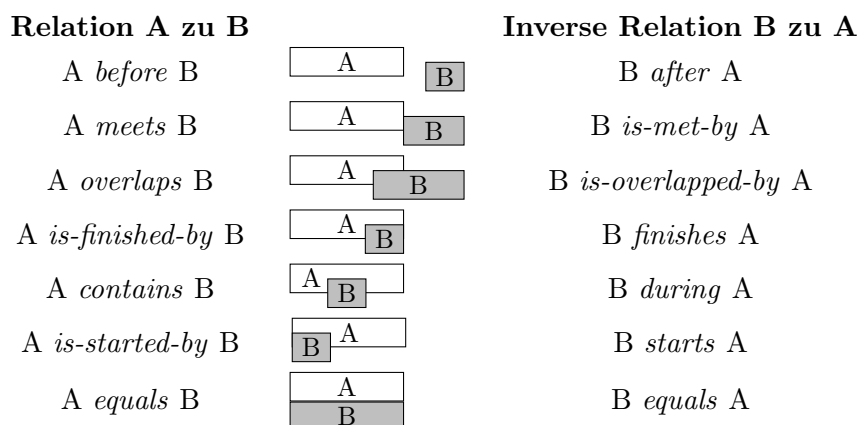 Relation A zu B Inverse Relation B zu A
A before B A B B after A
A meets B A B B is-met-by A
A overlaps B A B B is-overlapped-by A
A is-finished-by B A B B finishes A
A contains B A B B during A
A is-started-by B B A B starts A
A equals B A B B equals A